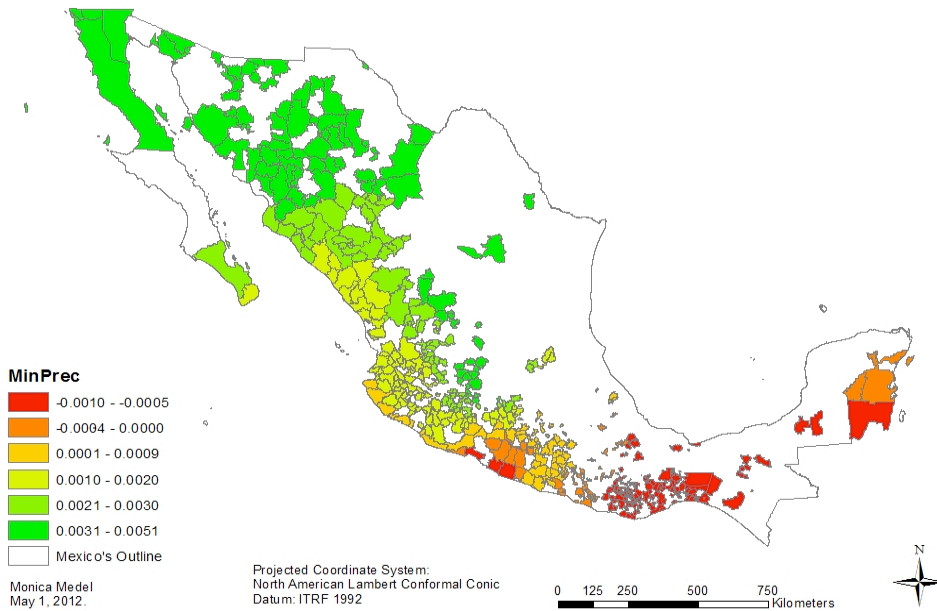 MinPrec
-0.0010 - -0.0005
-0.0004 - 0.0000
0.0001 - 0.0009
0.0010 - 0.0020
0.0021 - 0.0030
0.0031 - 0.0051
Mexico's Outline
Monica Medel
May 1, 2012.
Projected Coordinate System:
North American Lambert Conformal Conic
Datum: ITRF 1992
0 125 250 500 750
Kilometers
N